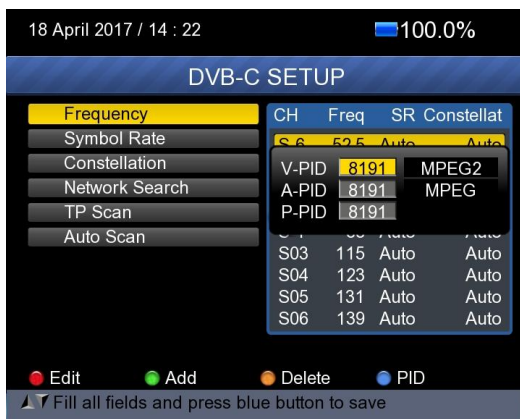 18 April 2017 / 14 : 22
100.0%
DVB-C SETUP
Frequency
Symbol Rate
Constellation
Network Search
TP Scan
Auto Scan
CH Freq SR Constellat
V-PID 8191 MPEG2
A-PID 8191 MPEG
P-PID 8191
S03 115 Auto Auto
S04 123 Auto Auto
S05 131 Auto Auto
S06 139 Auto Auto
Edit Add Delete PID
Fill all fields and press blue button to save